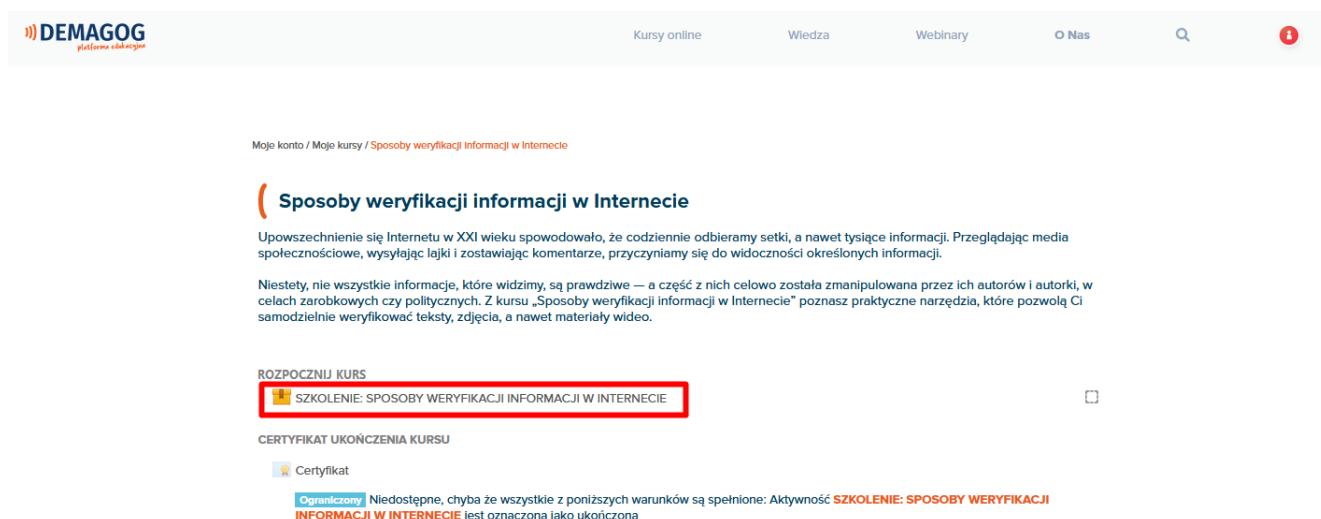 DEMAGOG
platforma edukacyjna
Kursy online
Wiedza
Webinary
O Nas
Moje konto / Moje kursy / Sposoby weryfikacji informacji w Internecie
Sposoby weryfikacji informacji w Internecie
Upowszechnienie się Internetu w XXI wieku spowodowało, że codziennie odbieramy setki, a nawet tysiące informacji. Przeglądając media
społecznościowe, wysyłając lajki i zostawiając komentarze, przyczyniamy się do widoczności określonych informacji.
Niestety, nie wszystkie informacje, które widzimy, są prawdziwe — a część z nich celowo została zmanipulowana przez ich autorów i autorki, w
celach zarobkowych czy politycznych. Z kursu „Sposoby weryfikacji informacji w Internecie” poznasz praktyczne narzędzia, które pozwolą Ci
samodzielnie weryfikować teksty, zdjęcia, a nawet materiały wideo.
ROZPOCZNIJ KURS
SZKOLENIE: SPOSOBY WERYFIKACJI INFORMACJI W INTERNECIE
CERTYFIKAT UKOŃCZENIA KURSU
Certyfikat
Ograniczony Niedostępne, chyba że wszystkie z poniższych warunków są spełnione: Aktywność SZKOLENIE: SPOSOBY WERYFIKACJI
INFORMACJI W INTERNECIE jest oznaczona jako ukończona